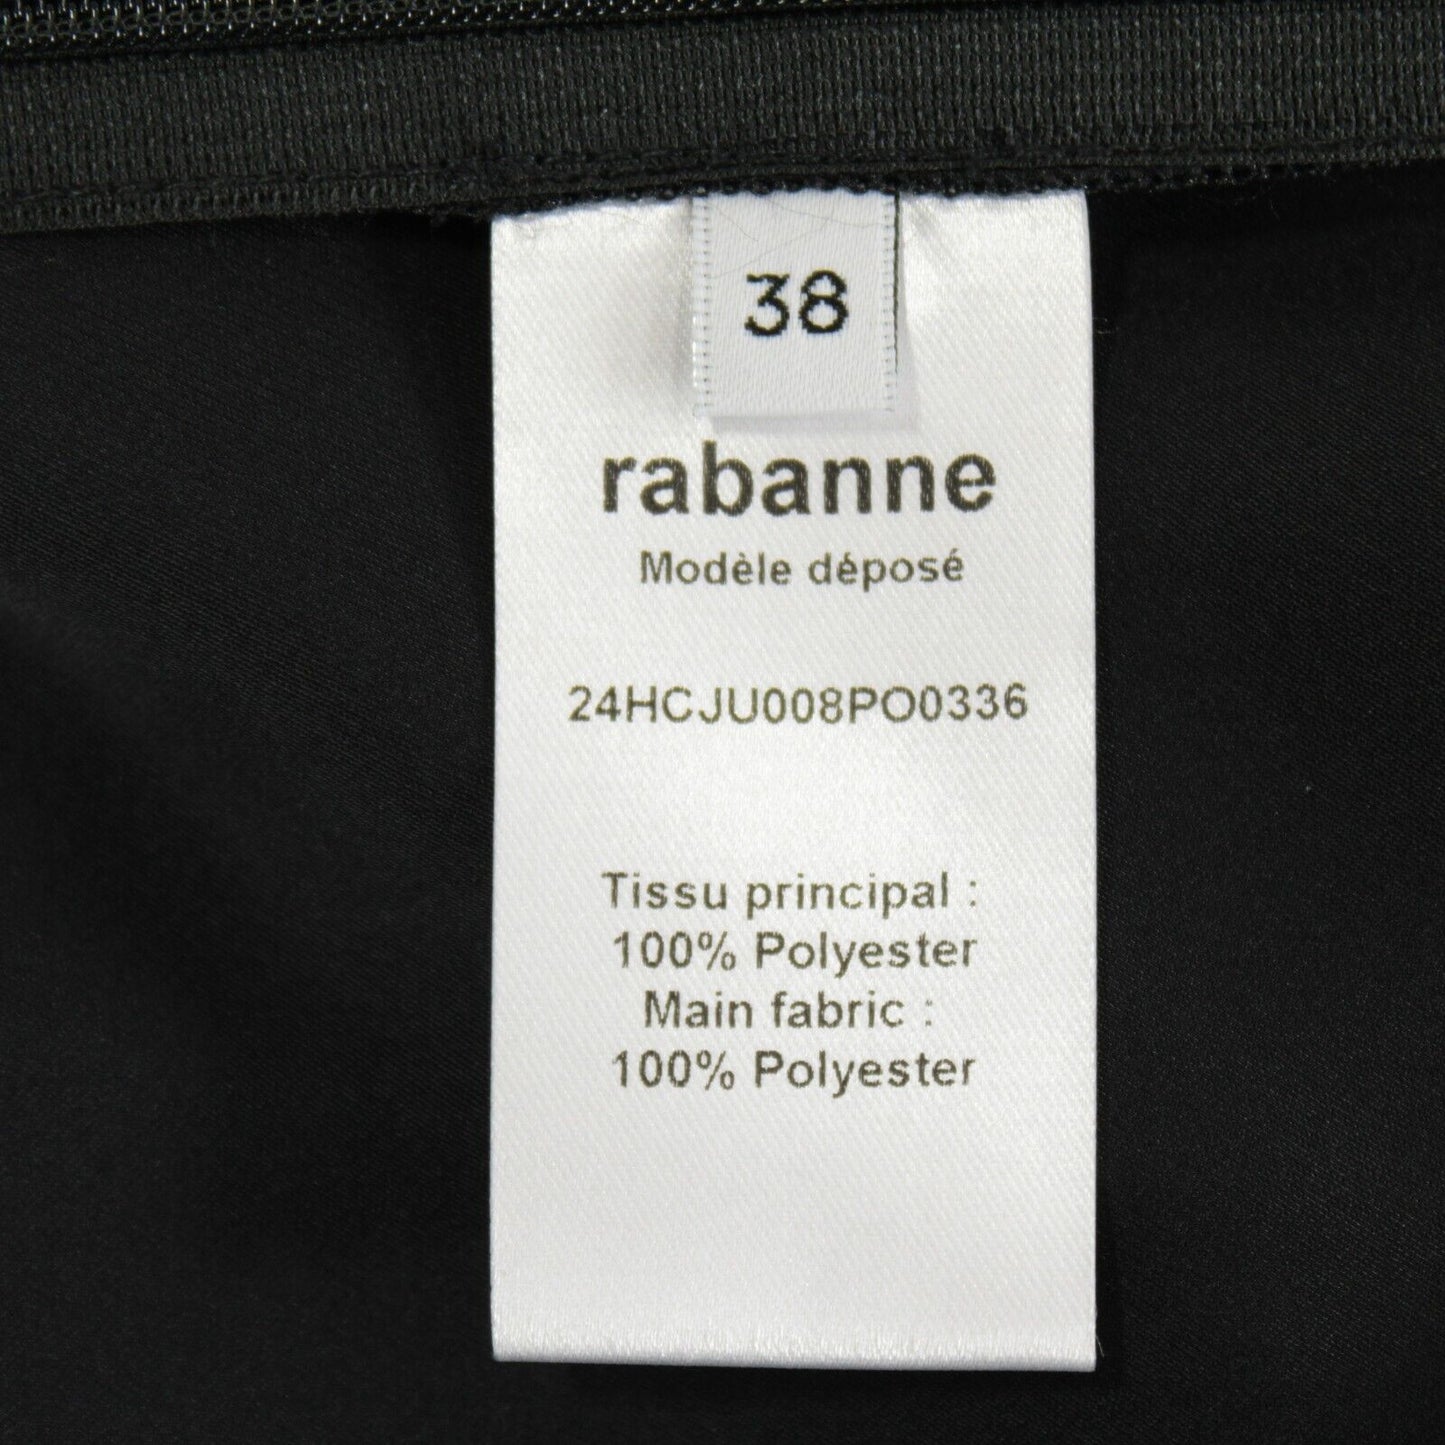 38
rabanne
Modèle déposé
24HCJU008PO0336
Tissu principal :
100% Polyester
Main fabric :
100% Polyester